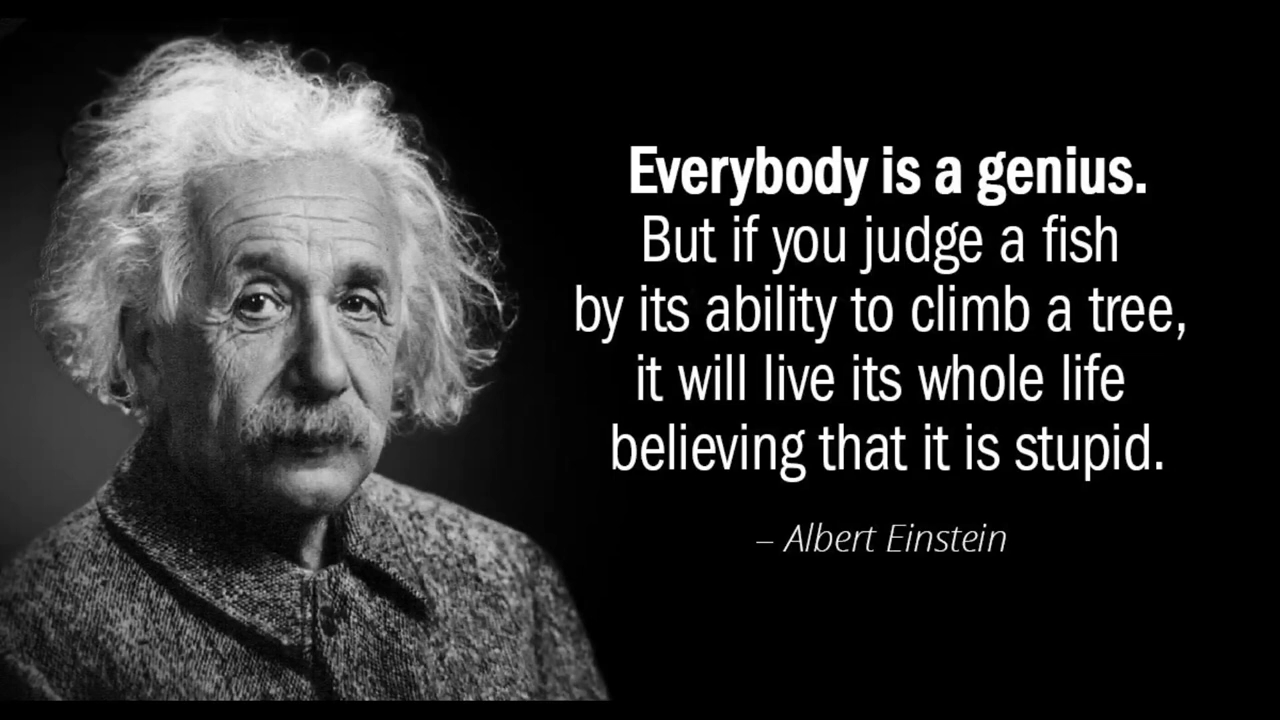 Everybody is a genius.
But if you judge a fish
by its ability to climb a tree,
it will live its whole life
believing that it is stupid.
– Albert Einstein